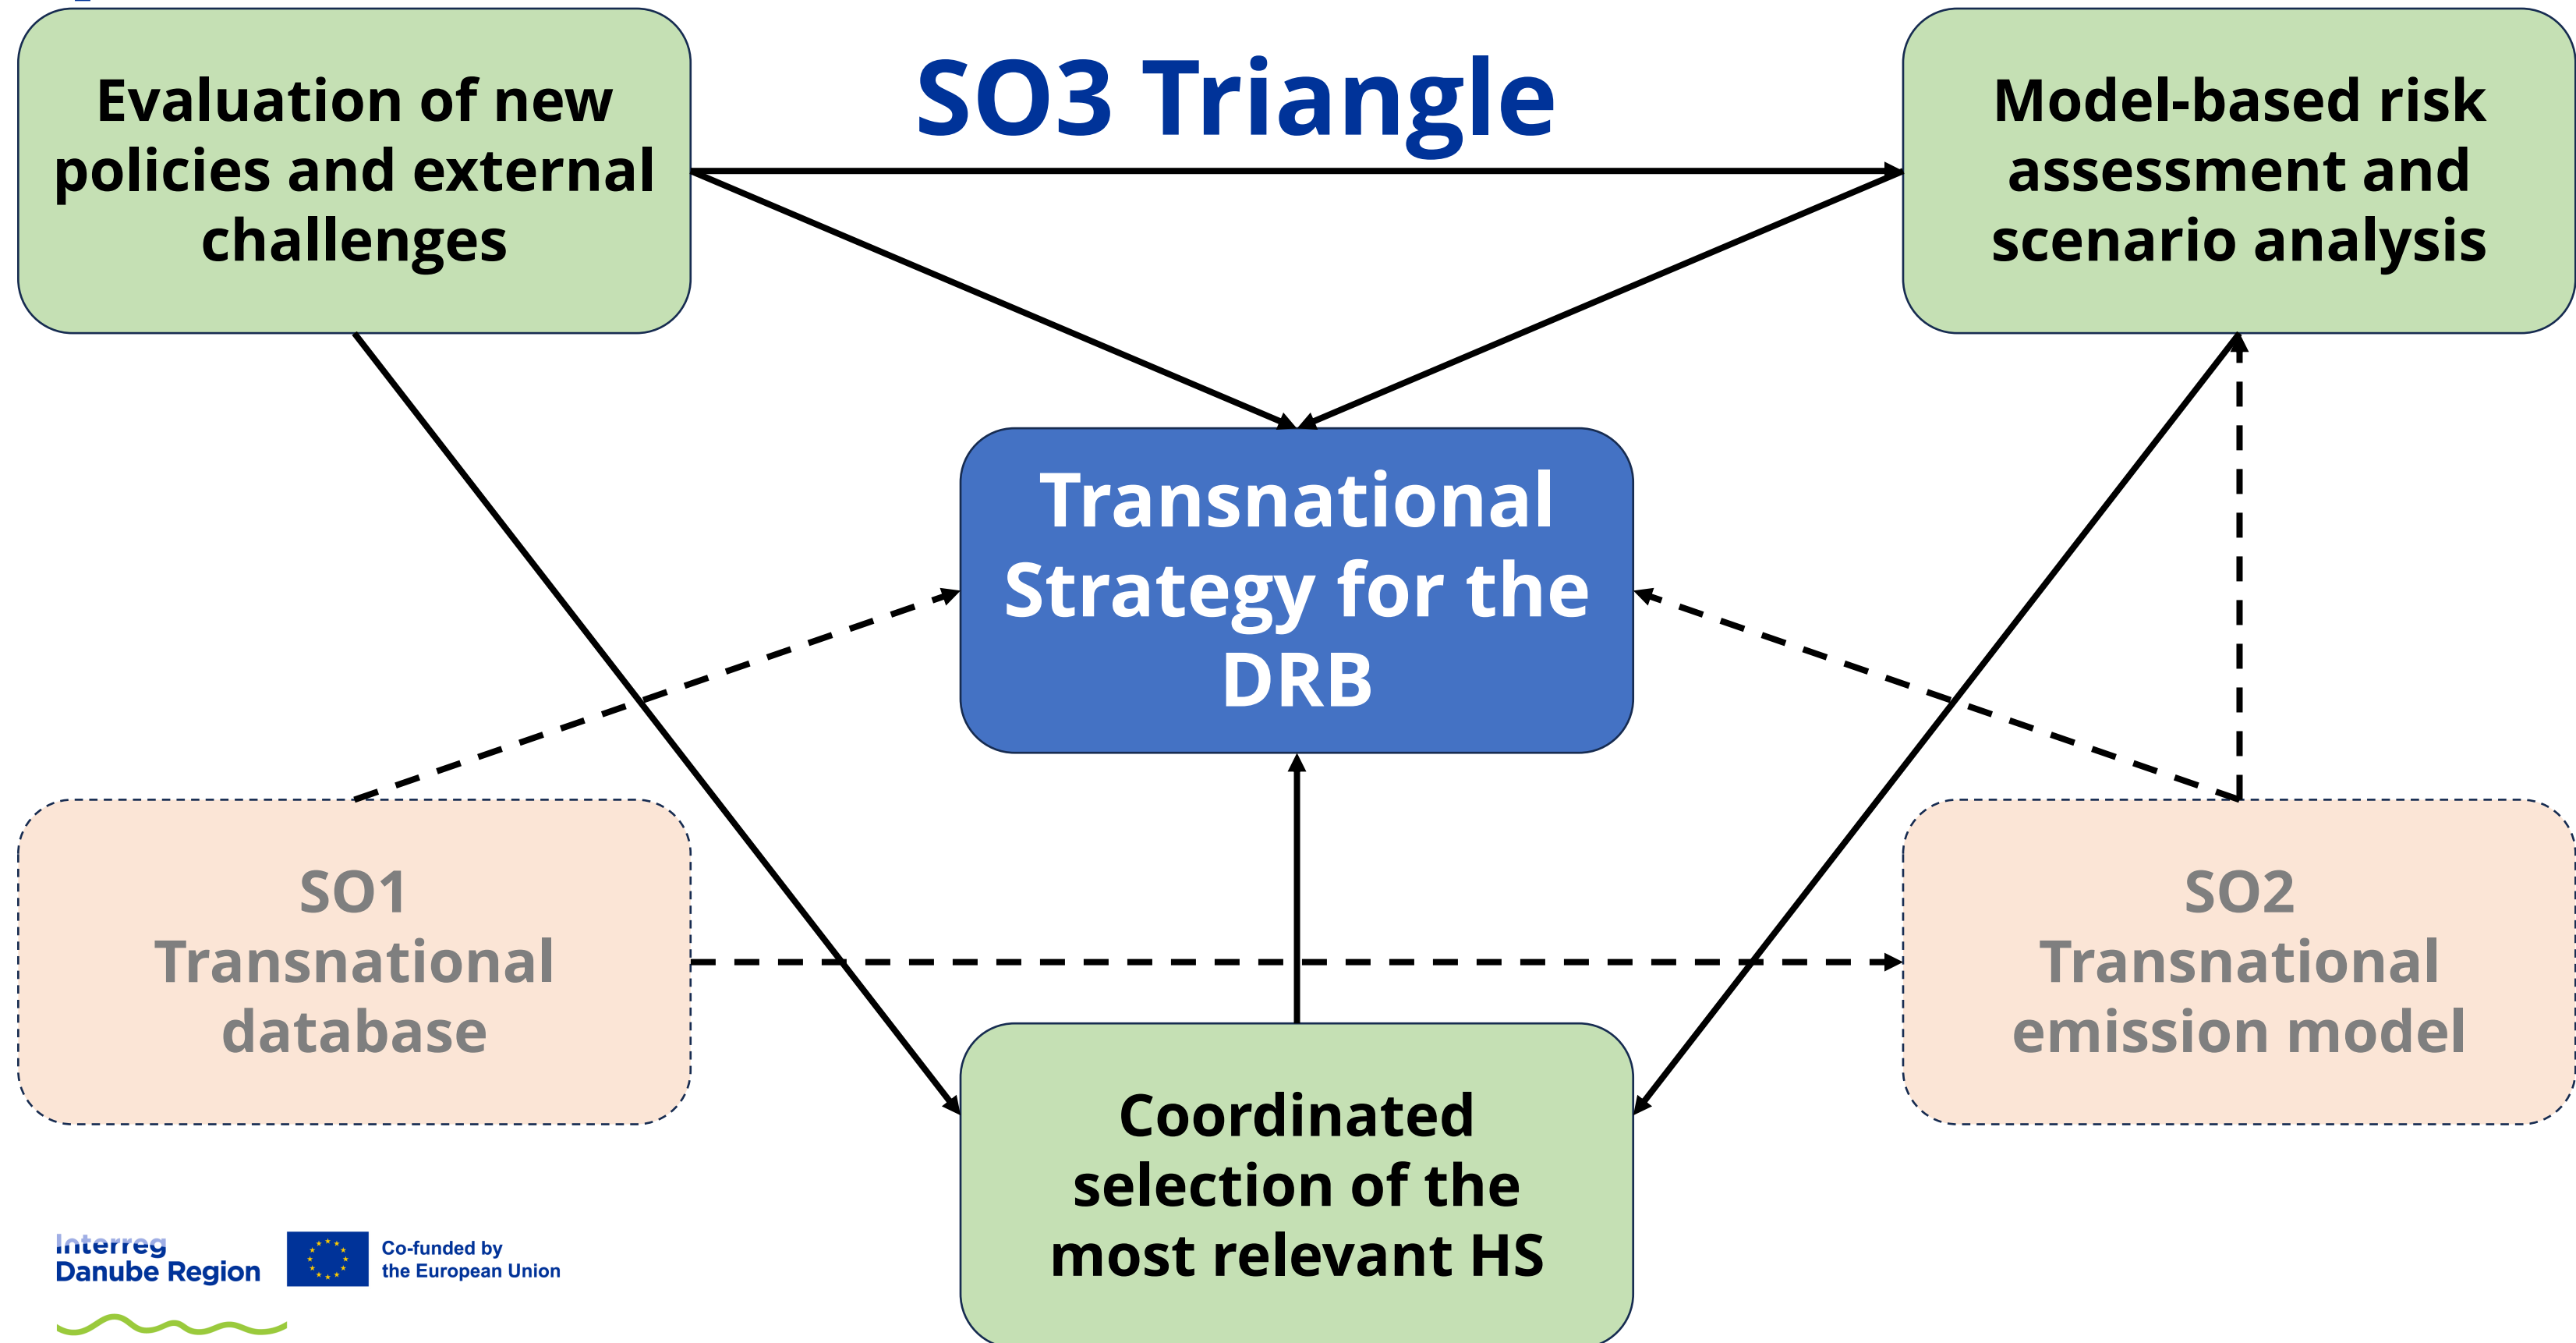 SO3 Triangle
Evaluation of new
policies and external
challenges
Model-based risk
assessment and
scenario analysis
Transnational
Strategy for the
DRB
SO1
Transnational
database
SO2
Transnational
emission model
Coordinated
selection of the
most relevant HS
Interreg
Danube Region
Co-funded by
the European Union